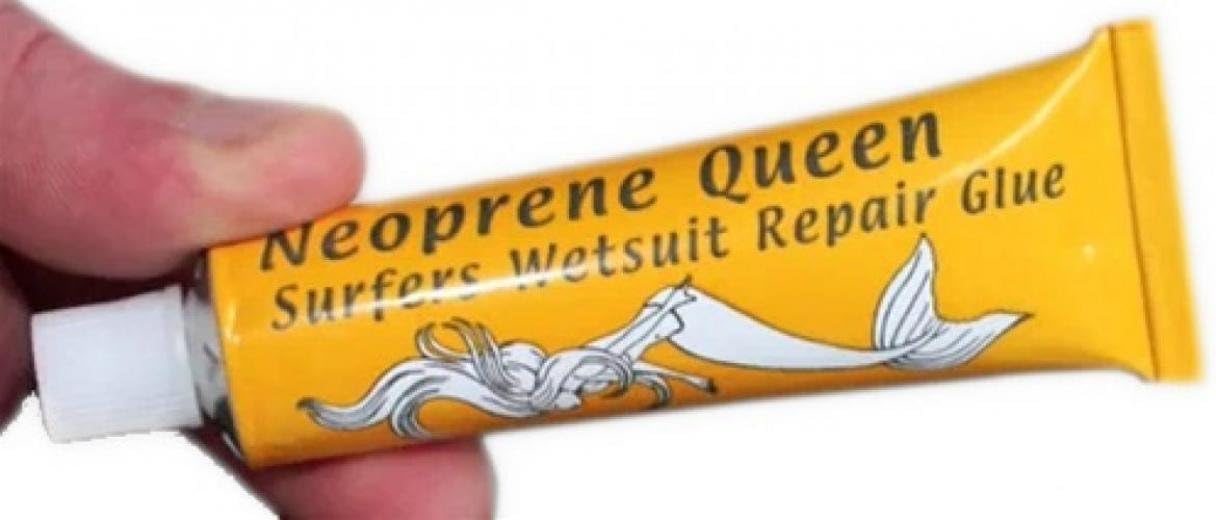 Neoprene Queen
Surfers Wetsuit Repair Glue